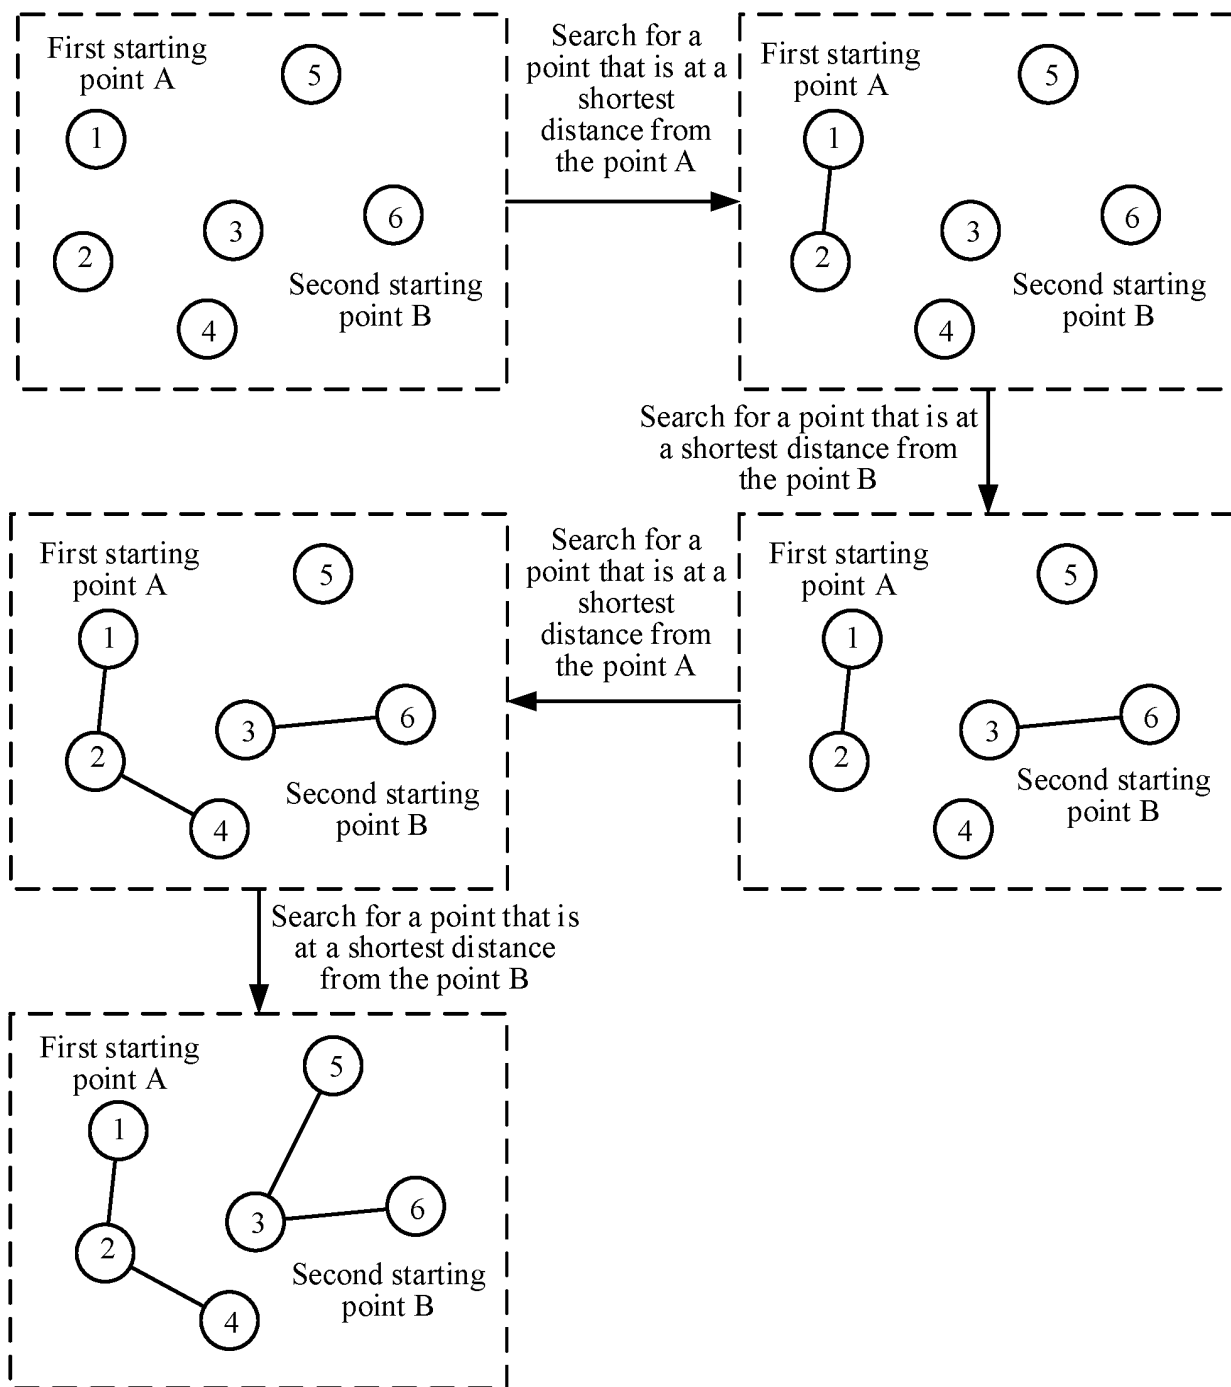 First starting
point A
5
1
3
6
2
Second starting
point B
4
Search for a
point that is at a
shortest
distance from
the point A
First starting
point A
5
1
3
6
2
Second starting
point B
4
Search for a point that is at
a shortest distance from
the point B
First starting
point A
5
1
3
6
2
Second starting
point B
4
Search for a
point that is at a
shortest
distance from
the point A
First starting
point A
5
1
3
6
2
Second starting
point B
4
Search for a point that is
at a shortest distance
from the point B
First starting
point A
5
1
3
6
2
Second starting
point B
4